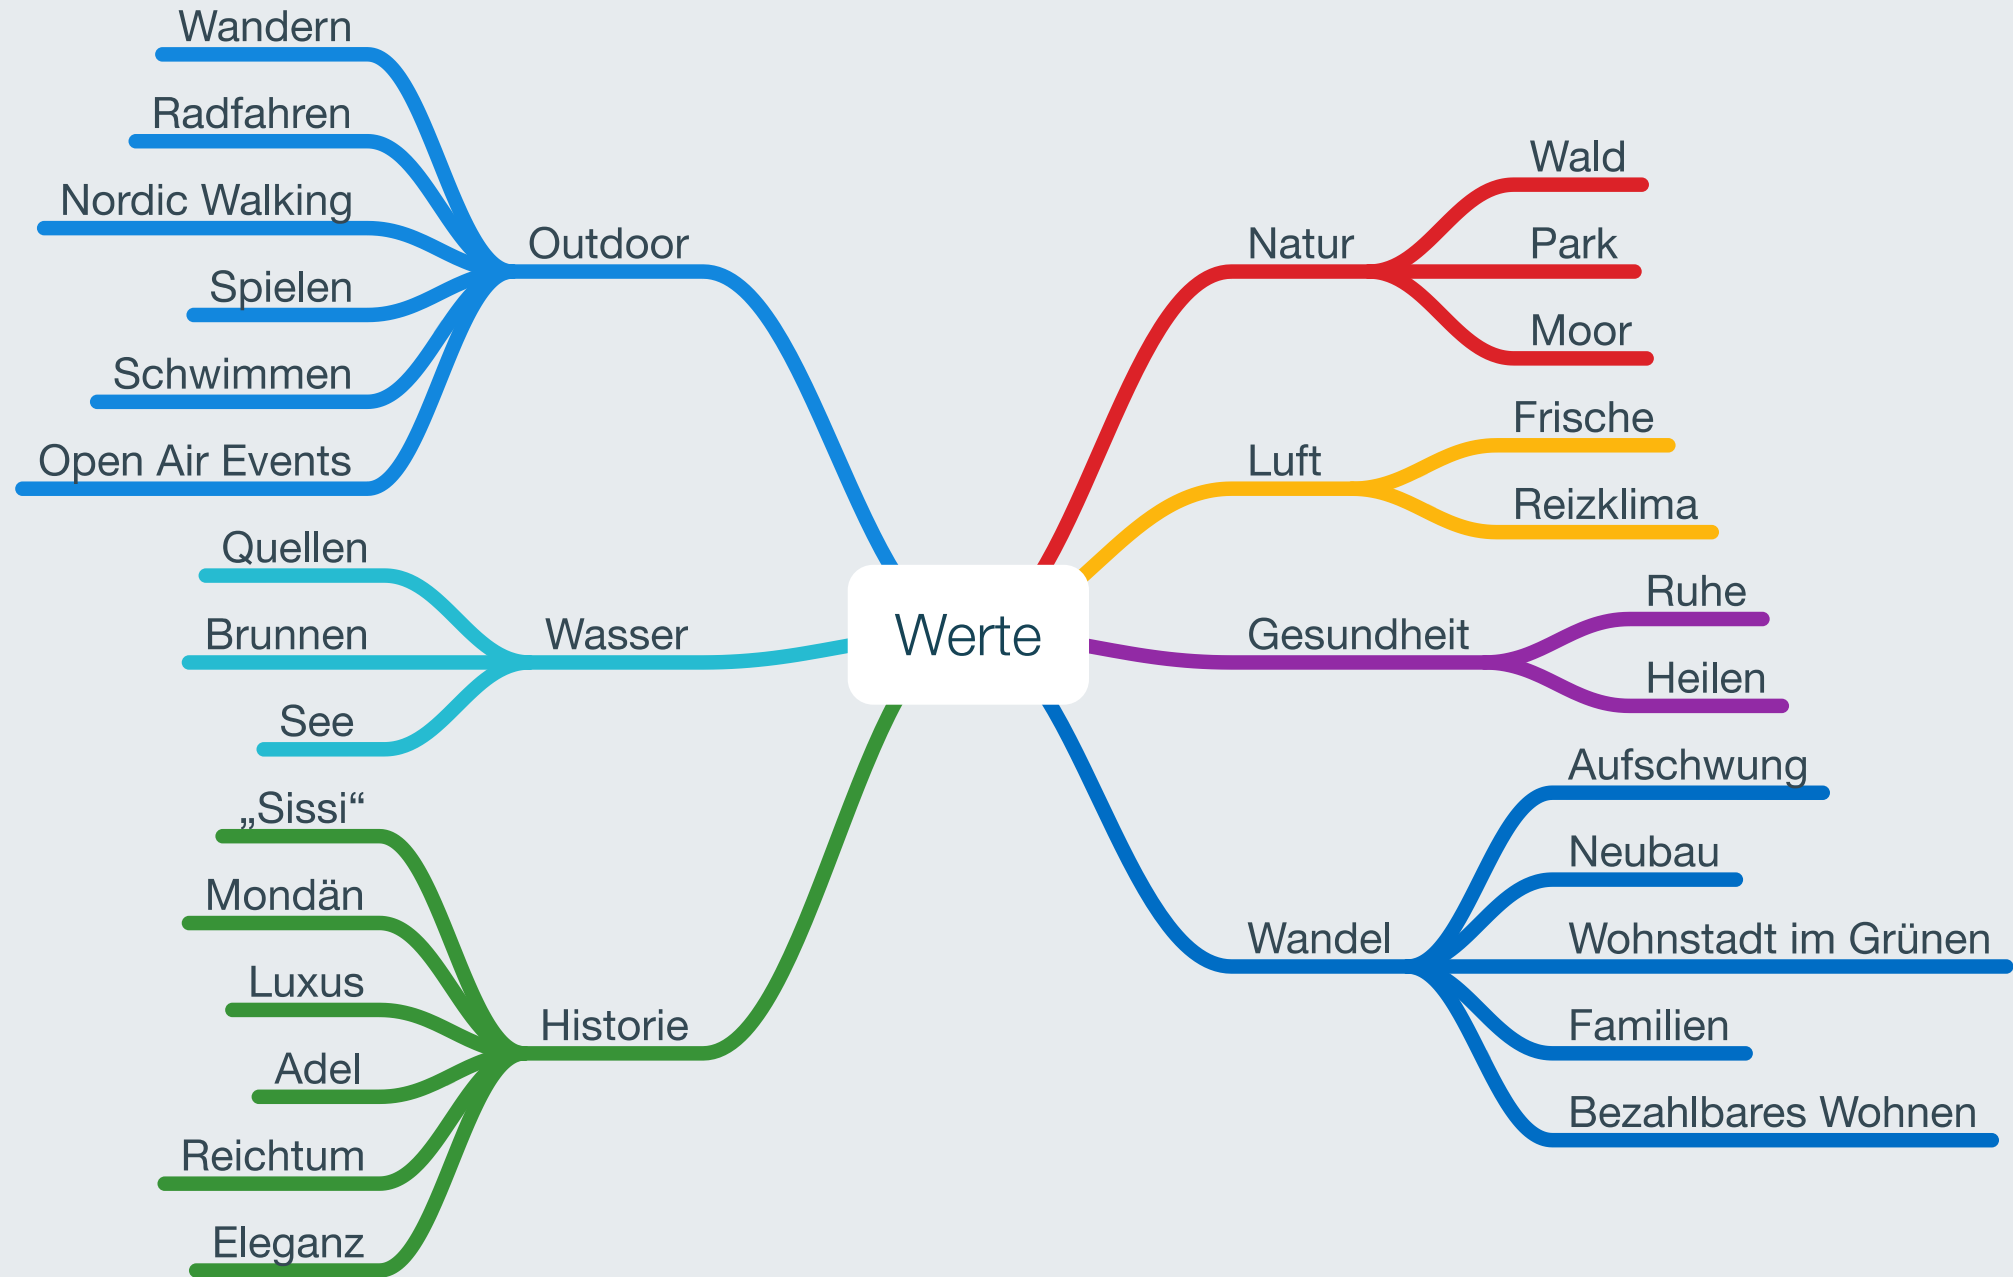 Werte
Outdoor
Wandern
Radfahren
Nordic Walking
Spielen
Schwimmen
Open Air Events
Wasser
Quellen
Brunnen
See
Historie
„Sissi“
Mondän
Luxus
Adel
Reichtum
Eleganz
Natur
Wald
Park
Moor
Luft
Frische
Reizklima
Gesundheit
Ruhe
Heilen
Wandel
Aufschwung
Neubau
Wohnstadt im Grünen
Familien
Bezahlbares Wohnen